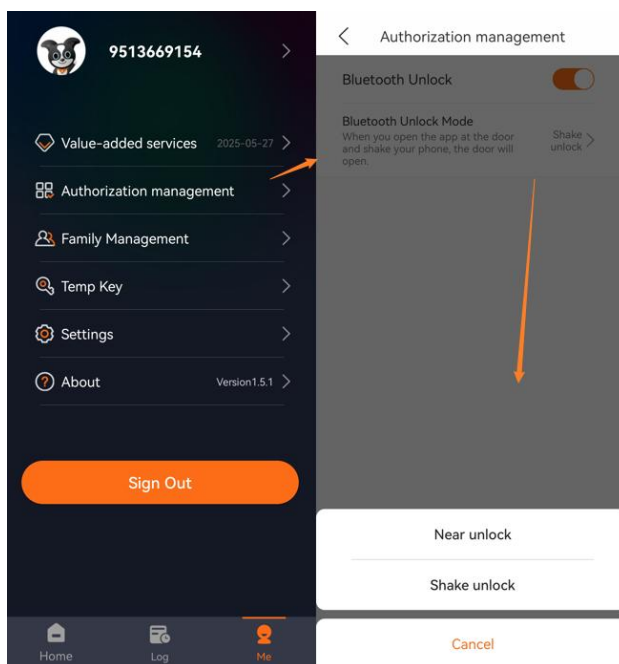 9513669154
Value-added services 2025-05-27
Authorization management
Family Management
Temp Key
Settings
About Version1.5.1
Sign Out
Home Log Me
Authorization management
Bluetooth Unlock
Bluetooth Unlock Mode
When you open the app at the door
and shake your phone, the door will
open.
Shake
unlock
Near unlock
Shake unlock
Cancel